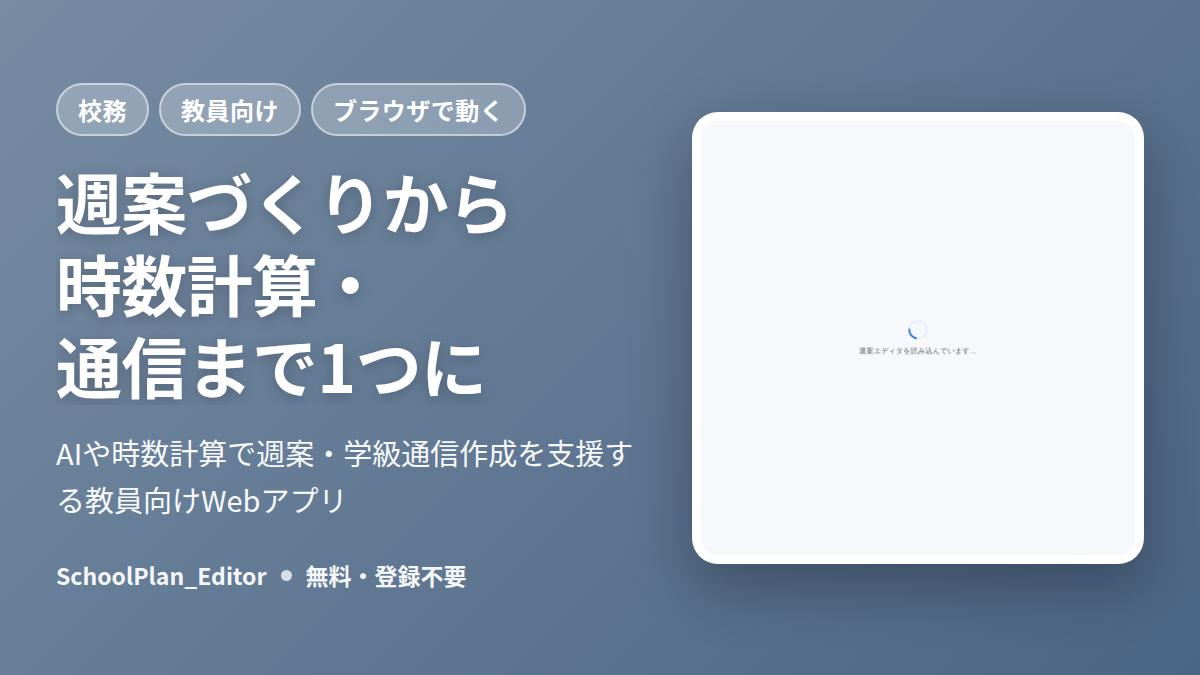 校務
教員向け
ブラウザで動く
週案づくりから
時数計算・
通信まで1つに
AIや時数計算で週案・学級通信作成を支援す
る教員向けWebアプリ
SchoolPlan_Editor
無料・登録不要
週案エディタを読み込んでいます...